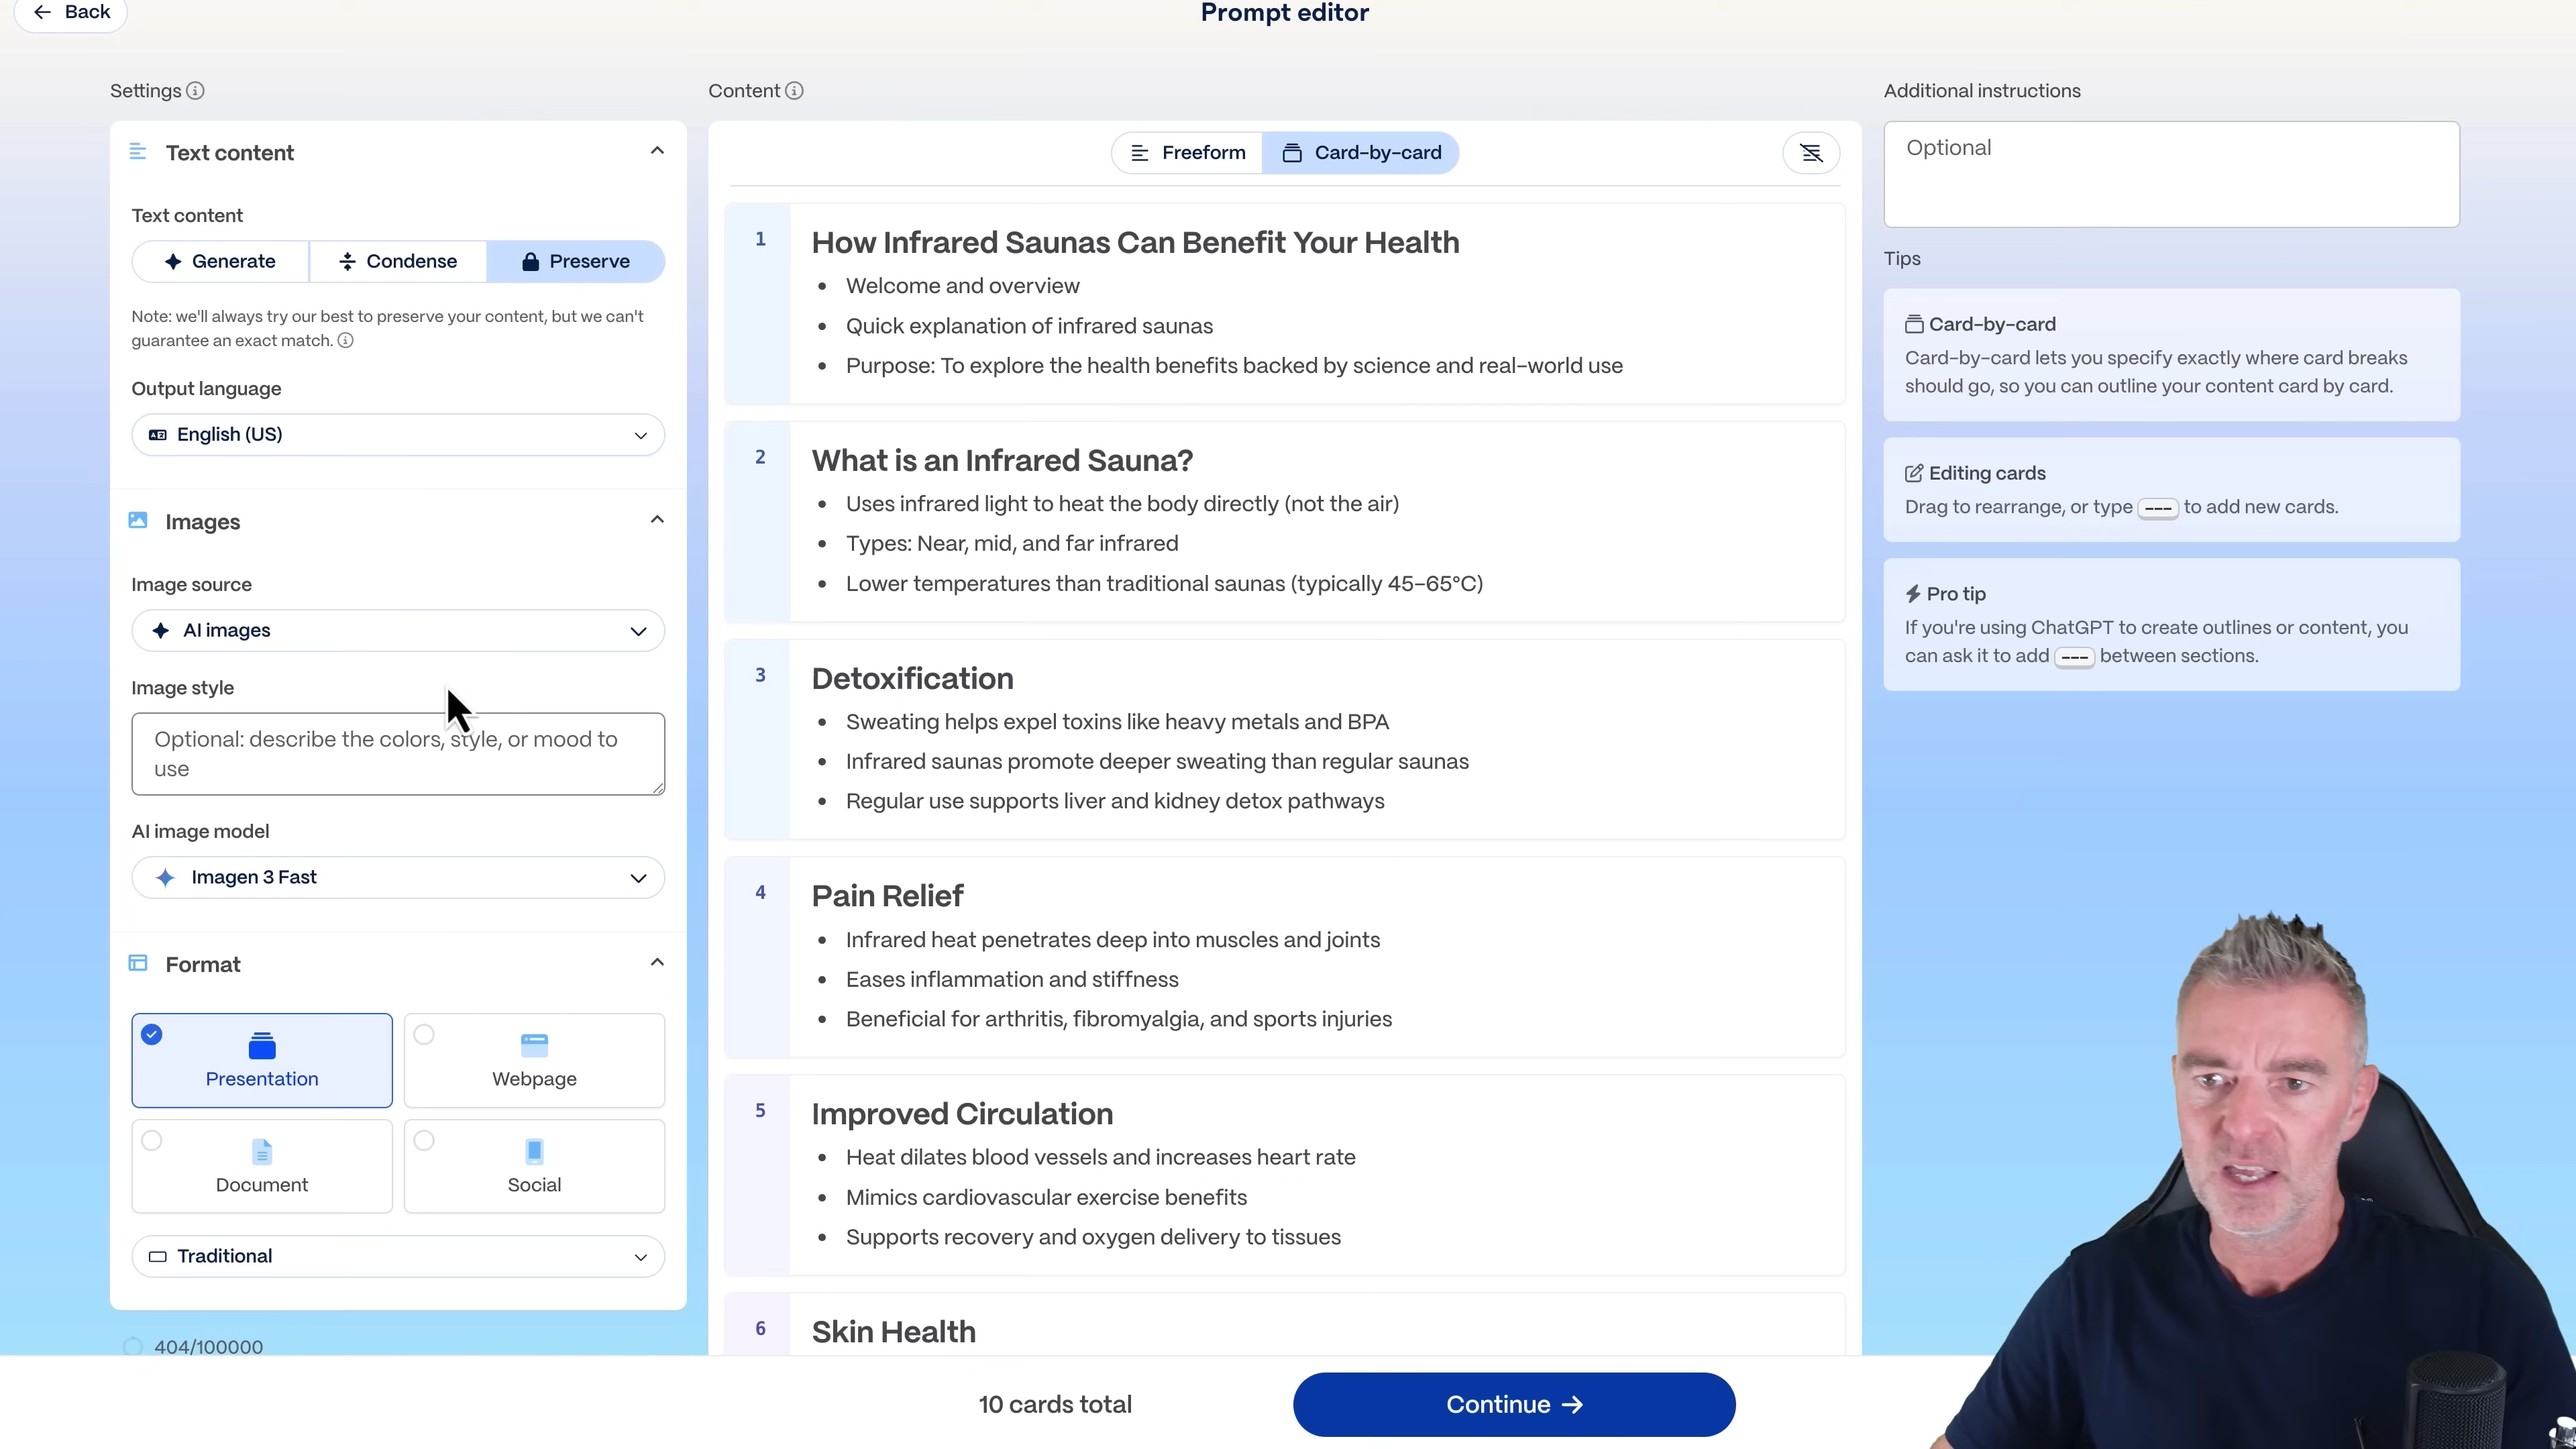 Back
Prompt editor
Settings
Text content
Text content
Generate
Condense
Preserve
Note: we'll always try our best to preserve your content, but we can't
guarantee an exact match.
Output language
English (US)
Images
Image source
AI images
Image style
Optional: describe the colors, style, or mood to
use
AI image model
Imagen 3 Fast
Format
Presentation
Webpage
Document
Social
Traditional
404/100000
Content
Freeform
Card-by-card
1
How Infrared Saunas Can Benefit Your Health
• Welcome and overview
• Quick explanation of infrared saunas
• Purpose: To explore the health benefits backed by science and real-world use
2
What is an Infrared Sauna?
• Uses infrared light to heat the body directly (not the air)
• Types: Near, mid, and far infrared
• Lower temperatures than traditional saunas (typically 45–65°C)
3
Detoxification
• Sweating helps expel toxins like heavy metals and BPA
• Infrared saunas promote deeper sweating than regular saunas
• Regular use supports liver and kidney detox pathways
4
Pain Relief
• Infrared heat penetrates deep into muscles and joints
• Eases inflammation and stiffness
• Beneficial for arthritis, fibromyalgia, and sports injuries
5
Improved Circulation
• Heat dilates blood vessels and increases heart rate
• Mimics cardiovascular exercise benefits
• Supports recovery and oxygen delivery to tissues
6
Skin Health
10 cards total
Continue →
Additional instructions
Optional
Tips
Card-by-card
Card-by-card lets you specify exactly where card breaks
should go, so you can outline your content card by card.
Editing cards
Drag to rearrange, or type --- to add new cards.
Pro tip
If you're using ChatGPT to create outlines or content, you
can ask it to add --- between sections.